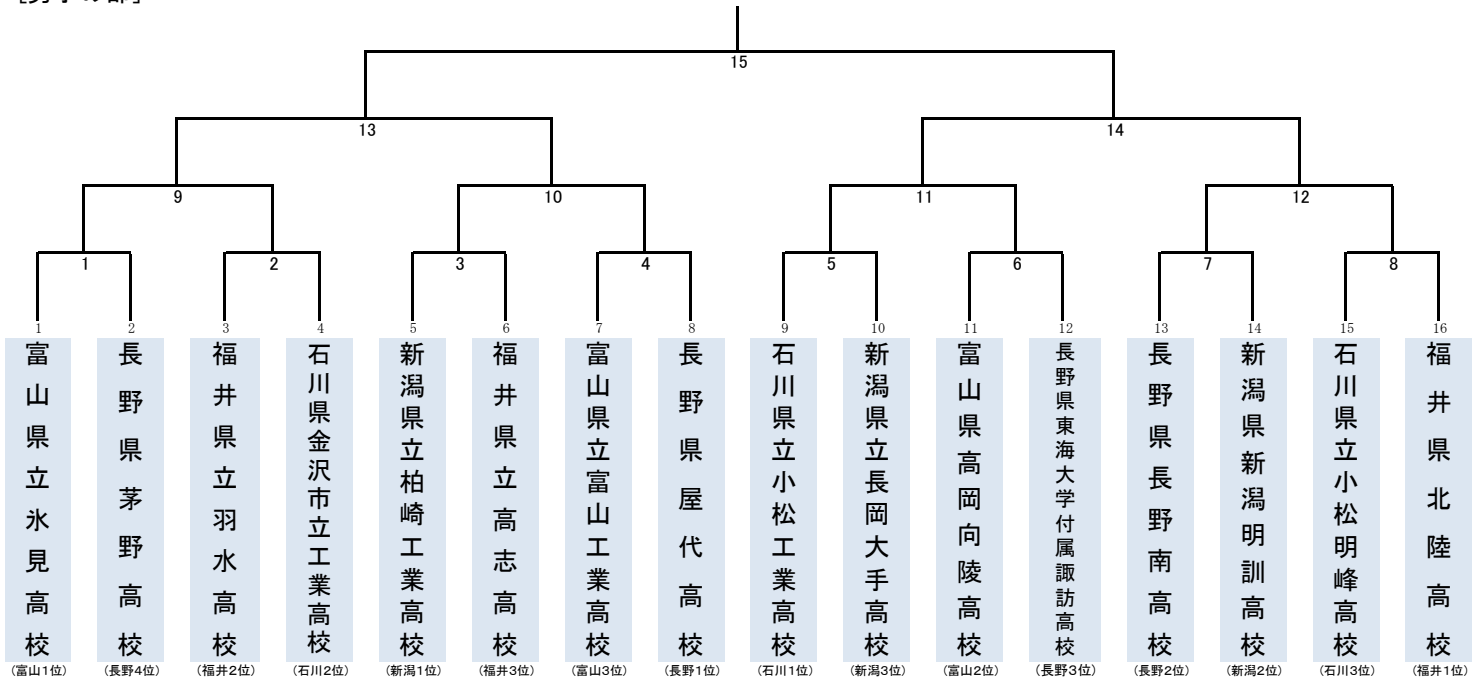 15
13
14
9
10
11
12
1
2
3
4
5
6
7
8
1
2
3
4
5
6
7
8
9
10
11
12
13
14
15
16
富山県立氷見高校
長野県茅野高校
福井県立羽水高校
石川県金沢市立工業高校
新潟県立柏崎工業高校
福井県立高志高校
富山県立富山工業高校
長野県屋代高校
石川県立小松工業高校
新潟県立長岡大手高校
富山県高岡向陵高校
長野県東海大学付属諏訪高校
長野県長野南高校
新潟県新潟明訓高校
石川県立小松明峰高校
福井県北陸高校
(富山1位)
(長野4位)
(福井2位)
(石川2位)
(新潟1位)
(福井3位)
(富山3位)
(長野1位)
(石川1位)
(新潟3位)
(富山2位)
(長野3位)
(長野2位)
(新潟2位)
(石川3位)
(福井1位)